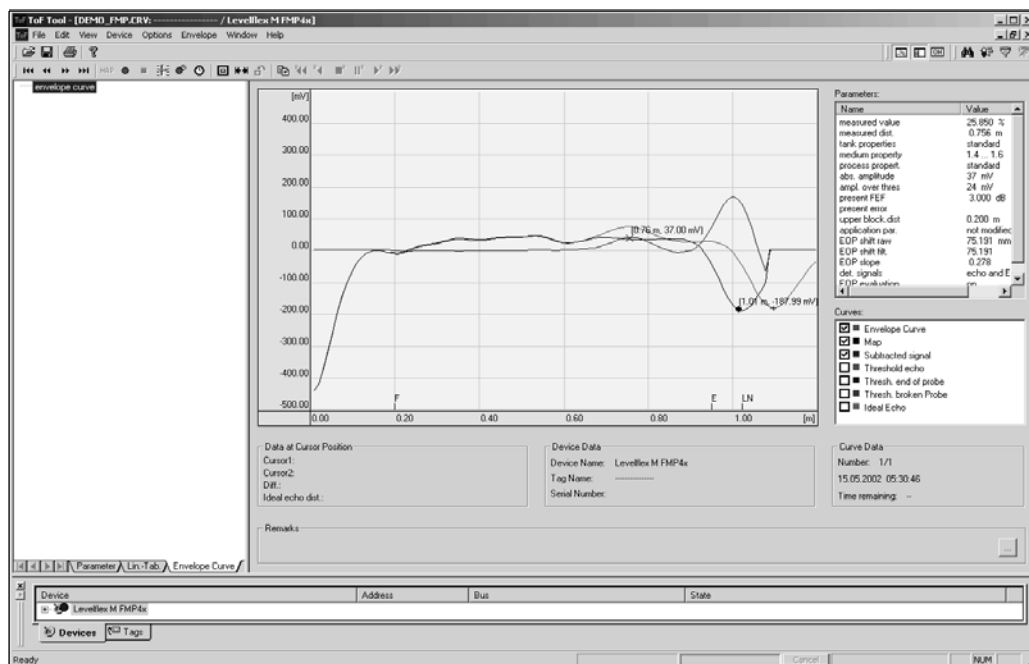 ToF Tool - [DEMO_FMP.CRV: ---------------- / Levelflex M FMP4x]
File Edit View Device Options Envelope Window Help
MAP
envelope curve
[mV]
400.00
300.00
200.00
100.00
0.00
-100.00
-200.00
-300.00
-400.00
-500.00
[0.76 m, 37.00 mV)
[1.01 m, -187.99 mV)
F
E
LN
0.00 0.20 0.40 0.60 0.80 1.00 [m]
Parameters:
Name Value
measured value 25.850 %
measured dist. 0.756 m
tank properties standard
medium property 1.4 ... 1.6
process propert. standard
abs. amplitude 37 mV
ampl. over thres 24 mV
present FEF 3.000 dB
present error
upper block.dist 0.200 m
application par. not modified
EOP shift raw 75.191 mm
EOP shift filt. 75.191
EOP slope 0.278
det. signals echo and E
EOP evaluation on
Curves:
Envelope Curve
Map
Subtracted signal
Threshold echo
Thresh. end of probe
Thresh. broken Probe
Ideal Echo
Data at Cursor Position
Cursor1:
Cursor2:
Diff.:
Ideal echo dist.:
Device Data
Device Name: Levelflex M FMP4x
Tag Name: --------------
Serial Number:
Curve Data
Number: 1/1
15.05.2002 05:30:46
Time remaining: --
Remarks
...
Parameter Lin.-Tab. Envelope Curve
Device Address Bus State
Levelflex M FMP4x
Devices Tags
Ready
Cancel
NUM